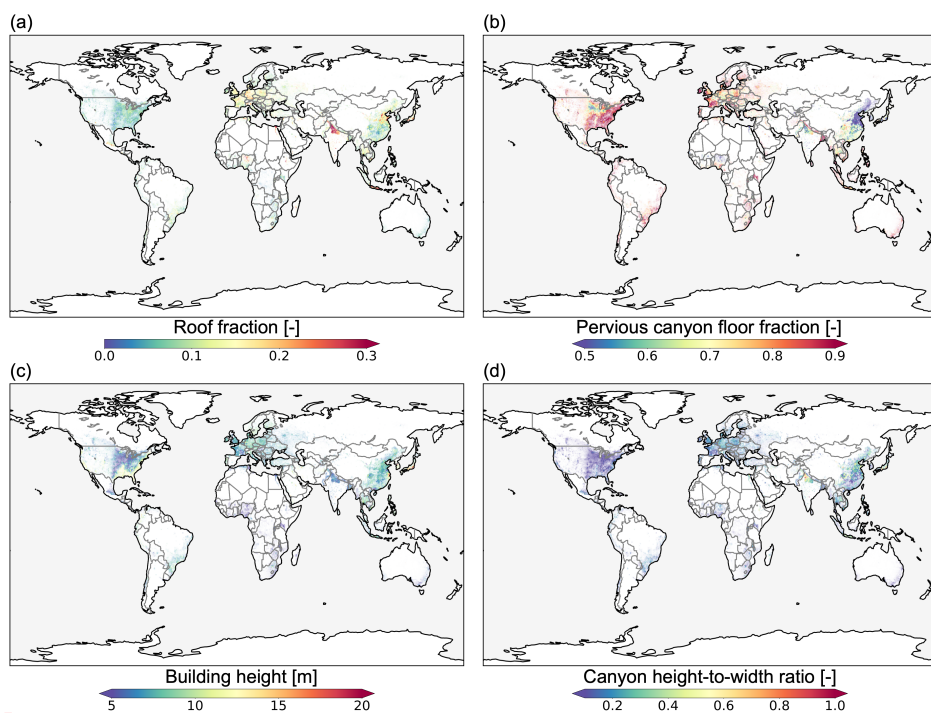 (a)
(b)
Roof fraction [-]
Pervious canyon floor fraction [-]
0.0 0.1 0.2 0.3
0.5 0.6 0.7 0.8 0.9
(c)
(d)
Building height [m]
Canyon height-to-width ratio [-]
5 10 15 20
0.2 0.4 0.6 0.8 1.0